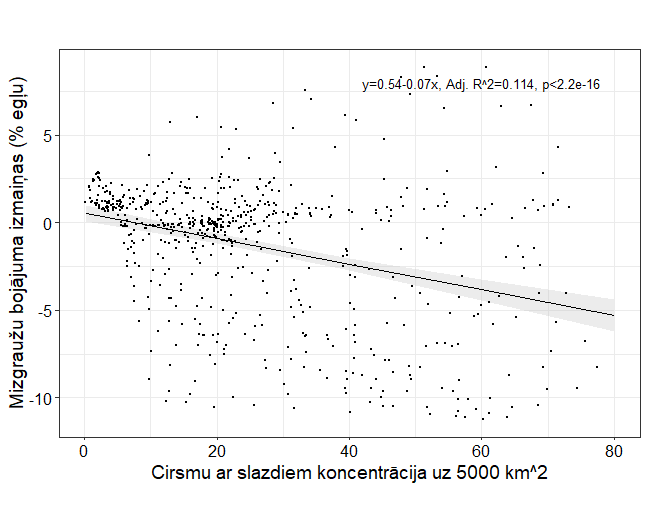 y=0.54-0.07x, Adj. R^2=0.114, p<2.2e-16
Mizgraužu bojājuma izmaiņas (% egļu)
5
0
-5
-10
0 20 40 60 80
Cirsmu ar slazdiem koncentrācija uz 5000 km^2